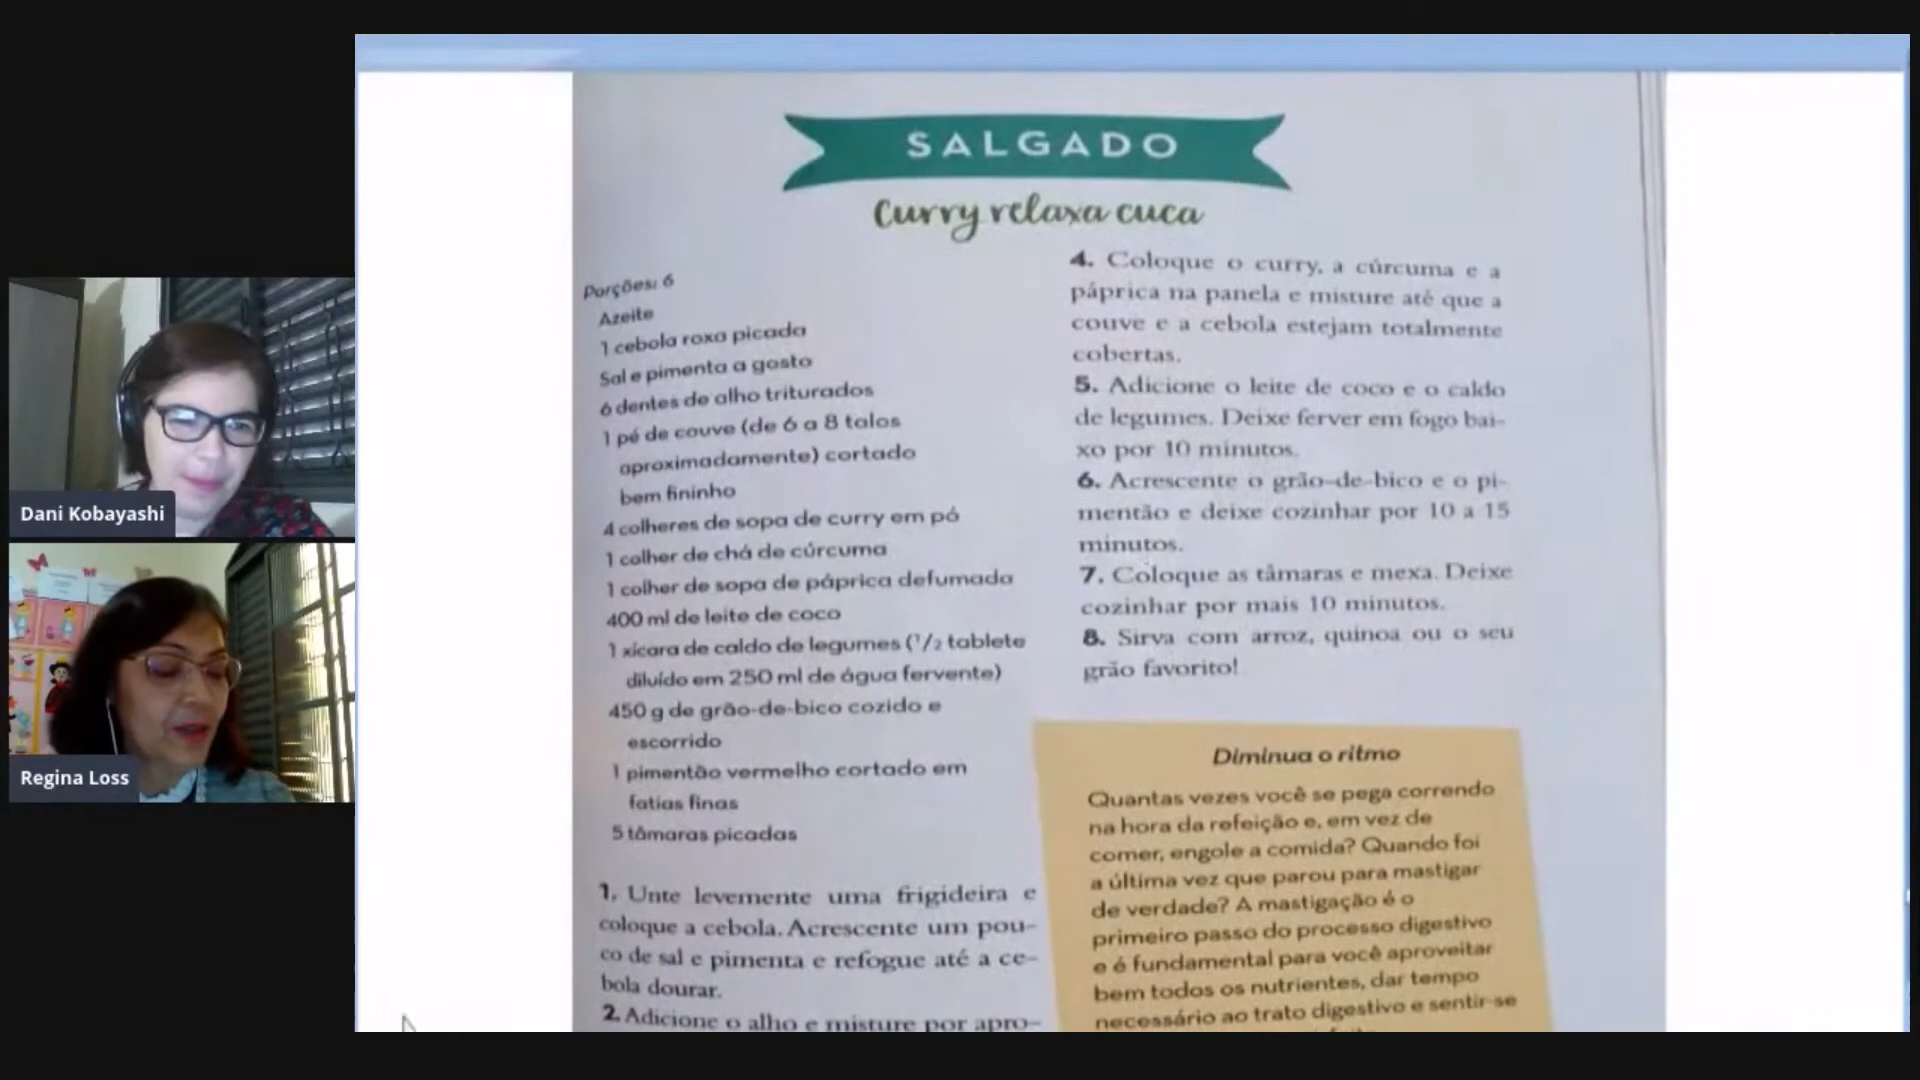 SALGADO
Curry relaxa cuca
Porções: 6
Azeite
1 cebola roxa picada
Sal e pimenta a gosto
6 dentes de alho triturados
1 pé de couve (de 6 a 8 talos
aproximadamente) cortado
bem fininho
4 colheres de sopa de curry em pó
1 colher de chá de cúrcuma
1 colher de sopa de páprica defumada
400 ml de leite de coco
1 xícara de caldo de legumes (1/2 tablete
diluído em 250 ml de água fervente)
450 g de grão-de-bico cozido e
escorrido
1 pimentão vermelho cortado em
fatias finas
5 tâmaras picadas
1. Unte levemente uma frigideira e
coloque a cebola. Acrescente um pou-
co de sal e pimenta e refogue até a ce-
bola dourar.
2. Adicione o alho e misture por apro-
4. Coloque o curry, a cúrcuma e a
páprica na panela e misture até que a
couve e a cebola estejam totalmente
cobertas.
5. Adicione o leite de coco e o caldo
de legumes. Deixe ferver em fogo bai-
xo por 10 minutos.
6. Acrescente o grão-de-bico e o pi-
mentão e deixe cozinhar por 10 a 15
minutos.
7. Coloque as tâmaras e mexa. Deixe
cozinhar por mais 10 minutos.
8. Sirva com arroz, quinoa ou o seu
grão favorito!
Diminua o ritmo
Quantas vezes você se pega correndo
na hora da refeição e, em vez de
comer, engole a comida? Quando foi
a última vez que parou para mastigar
de verdade? A mastigação é o
primeiro passo do processo digestivo
e é fundamental para você aproveitar
bem todos os nutrientes, dar tempo
necessário ao trato digestivo e sentir-se
Dani Kobayashi
Regina Loss